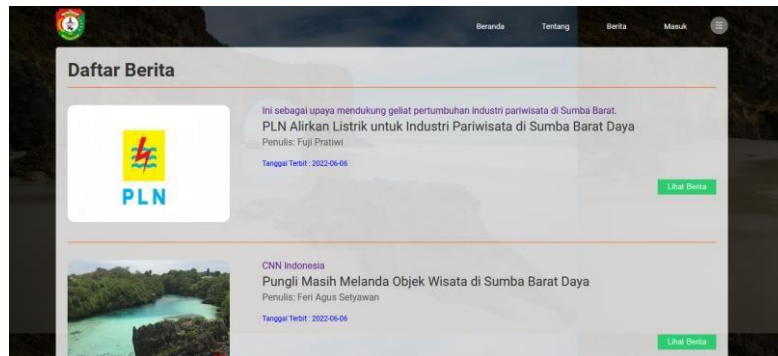 Beranda Tentang Berita Masuk
Daftar Berita
Ini sebagai upaya mendukung geliat pertumbuhan industri pariwisata di Sumba Barat.
PLN Alirkan Listrik untuk Industri Pariwisata di Sumba Barat Daya
Penulis: Fuji Pratiwi
Tanggal Terbit : 2022-06-06
PLN
Lihat Berita
CNN Indonesia
Pungli Masih Melanda Objek Wisata di Sumba Barat Daya
Penulis: Feri Agus Setyawan
Tanggal Terbit : 2022-06-06
Lihat Berita